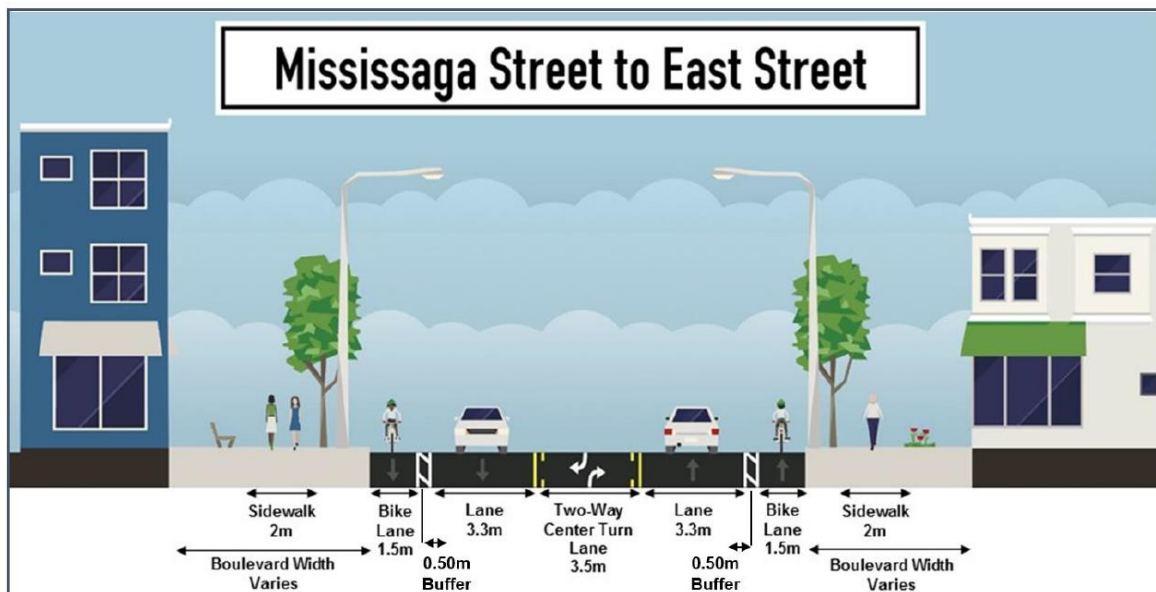 Mississaga Street to East Street
Sidewalk
2m
Boulevard Width
Varies
Bike
Lane
1.5m
0.50m
Buffer
Lane
3.3m
Two-Way
Center Turn
Lane
3.5m
Lane
3.3m
0.50m
Buffer
Bike
Lane
1.5m
Sidewalk
2m
Boulevard Width
Varies